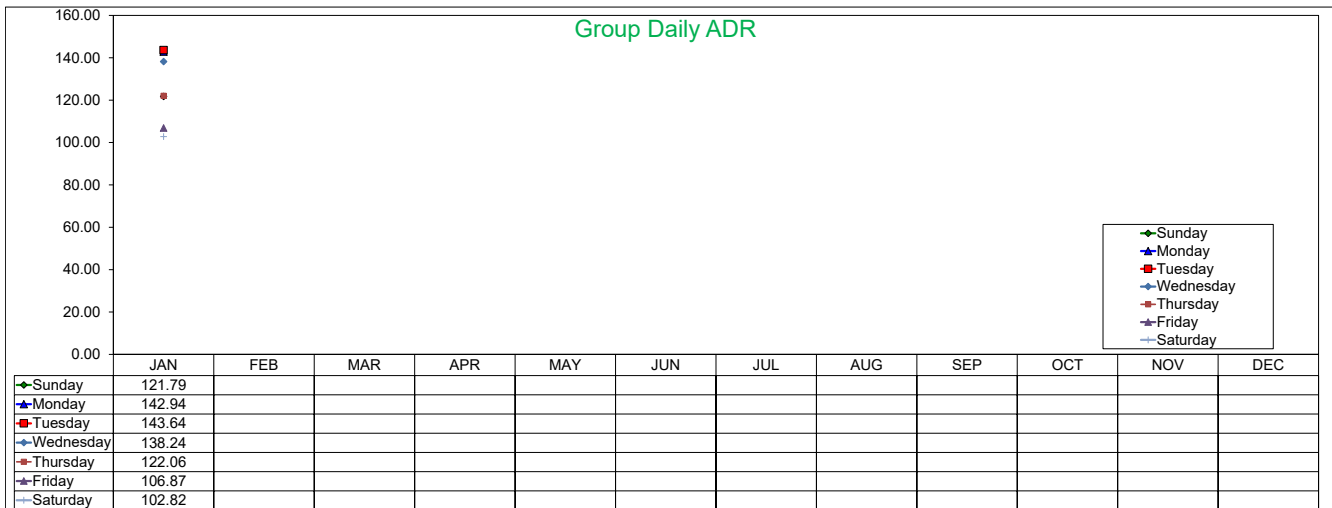 Group Daily ADR
160.00
140.00
120.00
100.00
80.00
60.00
40.00
20.00
0.00
Sunday
Monday
Tuesday
Wednesday
Thursday
Friday
Saturday
JAN FEB MAR APR MAY JUN JUL AUG SEP OCT NOV DEC
Sunday 121.79
Monday 142.94
Tuesday 143.64
Wednesday 138.24
Thursday 122.06
Friday 106.87
Saturday 102.82